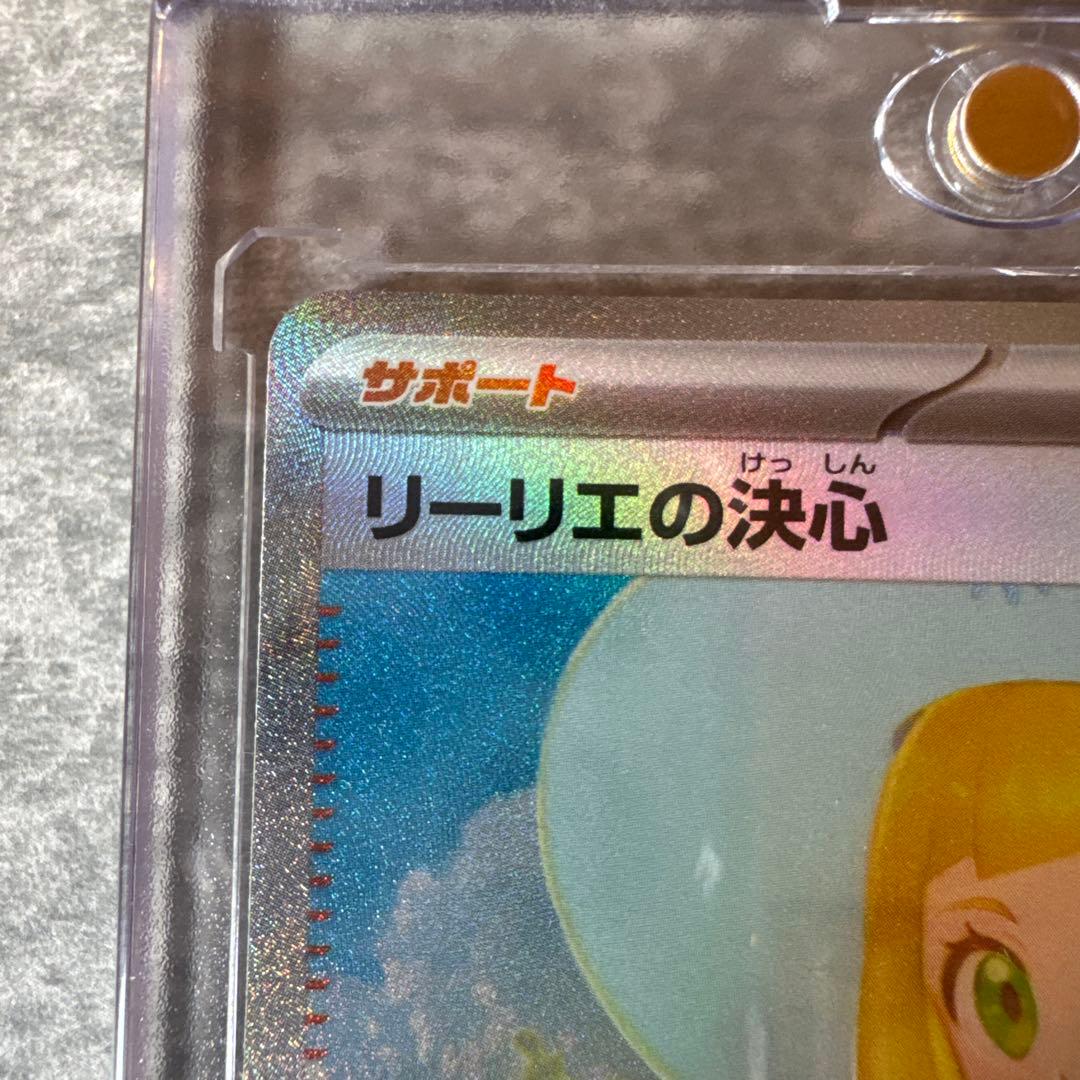 サポート
けっ しん
リーリエの決心